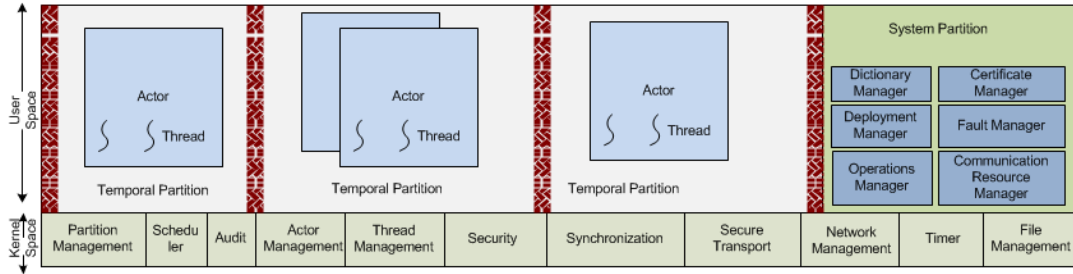 User
Space
Actor
Thread
Temporal Partition
Actor
Thread
Temporal Partition
Actor
Thread
Temporal Partition
System Partition
Dictionary
Manager
Certificate
Manager
Deployment
Manager
Fault Manager
Operations
Manager
Communication
Resource
Manager
Kernel
Space
Partition
Management
Schedu
ler
Audit
Actor
Management
Thread
Management
Security
Synchronization
Secure
Transport
Network
Management
Timer
File
Management